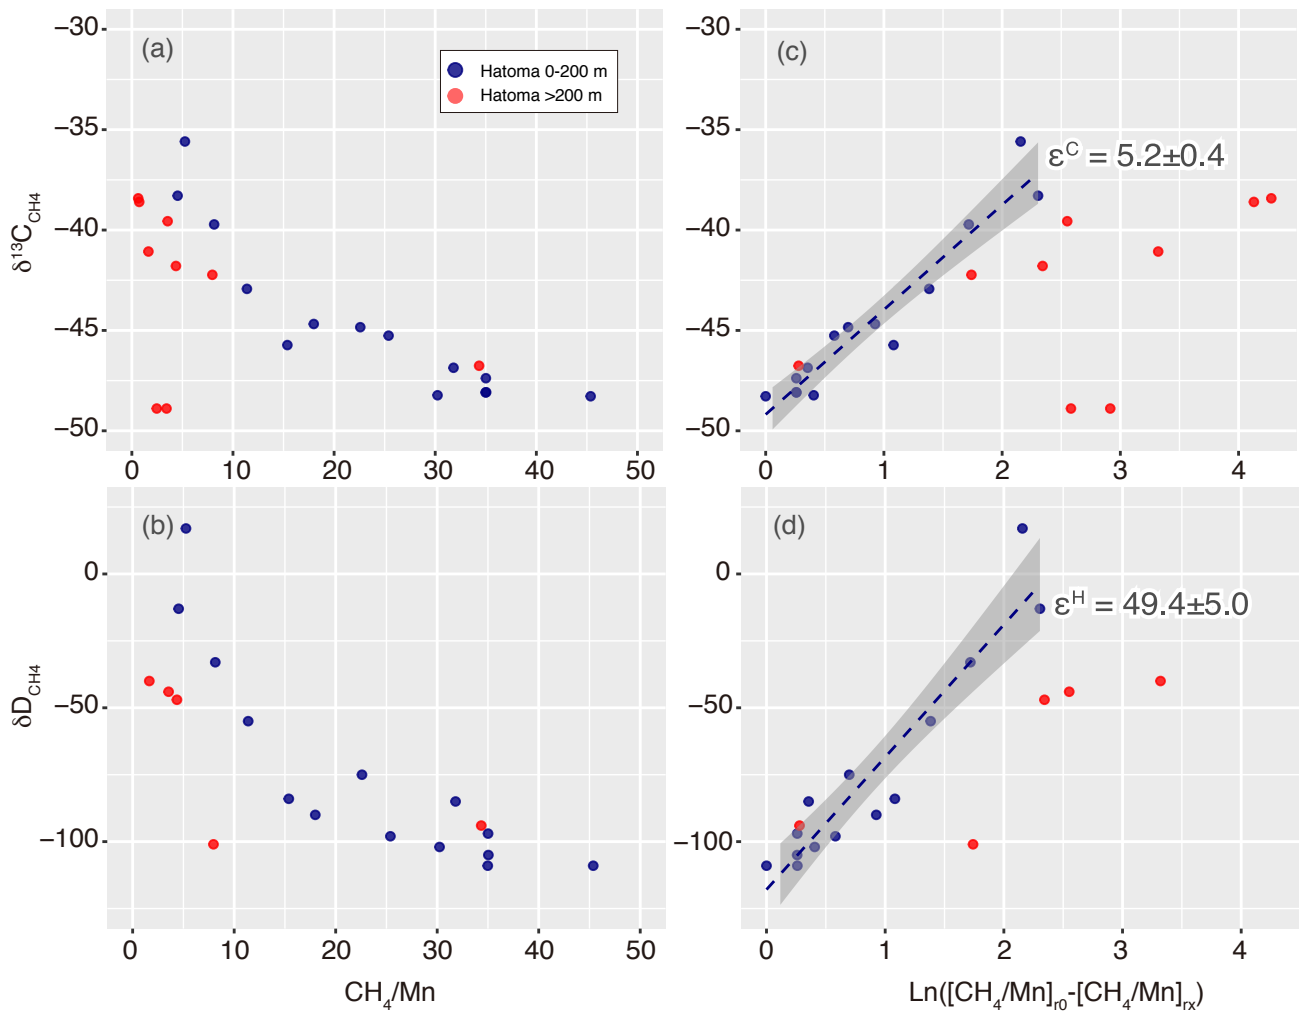 (a)
Hatoma 0-200 m
Hatoma >200 m
δ¹³C_CH4
−30
−35
−40
−45
−50
0 10 20 30 40 50
(c)
εᶜ = 5.2±0.4
−30
−35
−40
−45
−50
0 1 2 3 4
(b)
δD_CH4
0
−50
−100
0 10 20 30 40 50
CH₄/Mn
(d)
εᴴ = 49.4±5.0
0
−50
−100
0 1 2 3 4
Ln([CH₄/Mn]r0-[CH₄/Mn]rx)